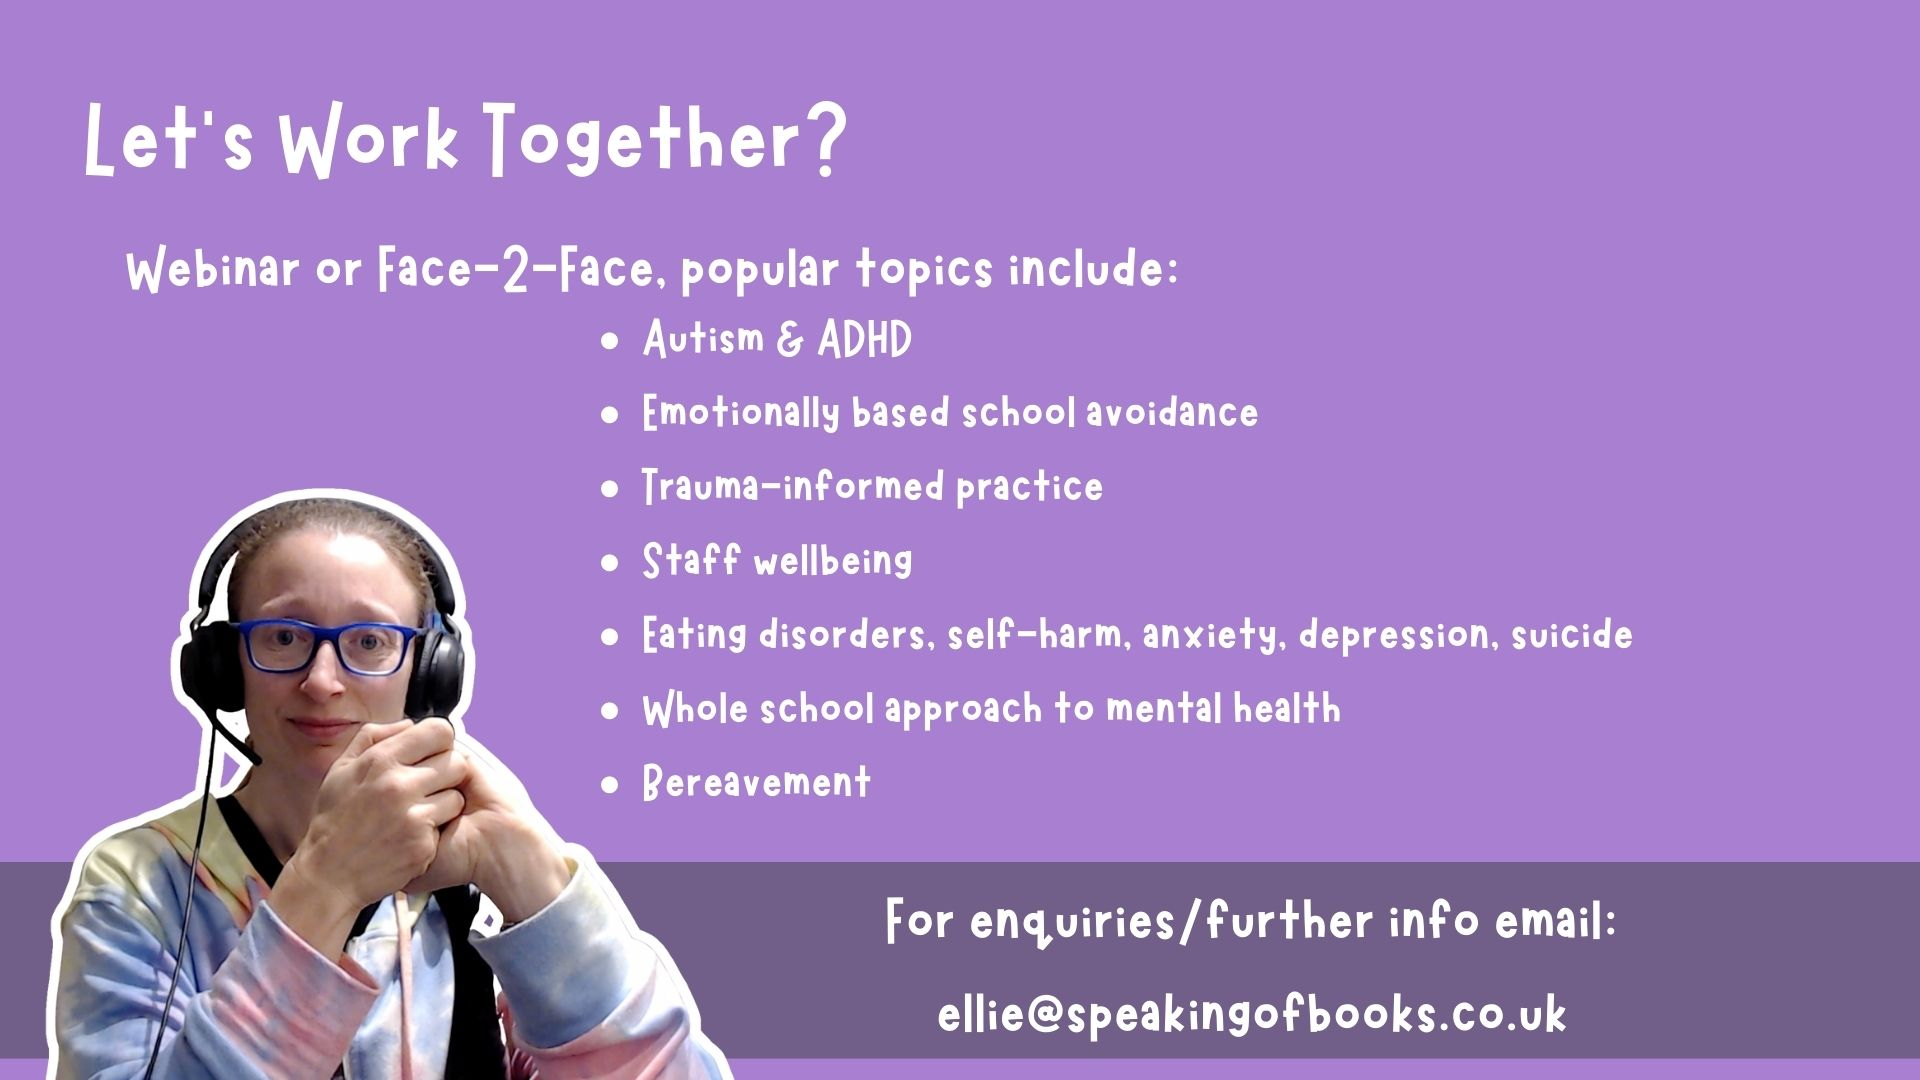 Let's Work Together?
Webinar or Face-2-Face, popular topics include:
• Autism & ADHD
• Emotionally based school avoidance
• Trauma-informed practice
• Staff wellbeing
• Eating disorders, self-harm, anxiety, depression, suicide
• Whole school approach to mental health
• Bereavement
For enquiries/further info email:
ellie@speakingofbooks.co.uk